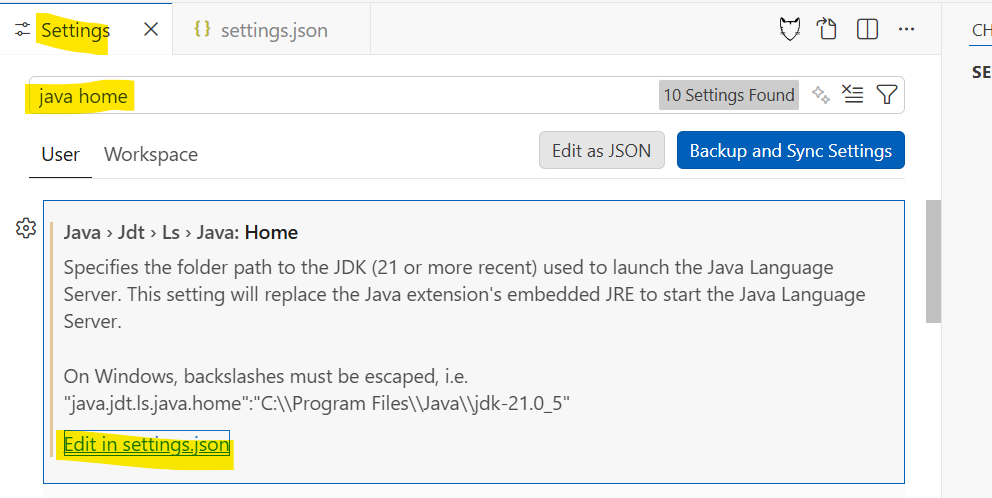 Settings
{} settings.json
CH
java home
10 Settings Found
SE
User
Workspace
Edit as JSON
Backup and Sync Settings
Java › Jdt › Ls › Java: Home
Specifies the folder path to the JDK (21 or more recent) used to launch the Java Language
Server. This setting will replace the Java extension's embedded JRE to start the Java Language
Server.
On Windows, backslashes must be escaped, i.e.
"java.jdt.ls.java.home":"C:\\Program Files\\Java\\jdk-21.0_5"
Edit in settings.json